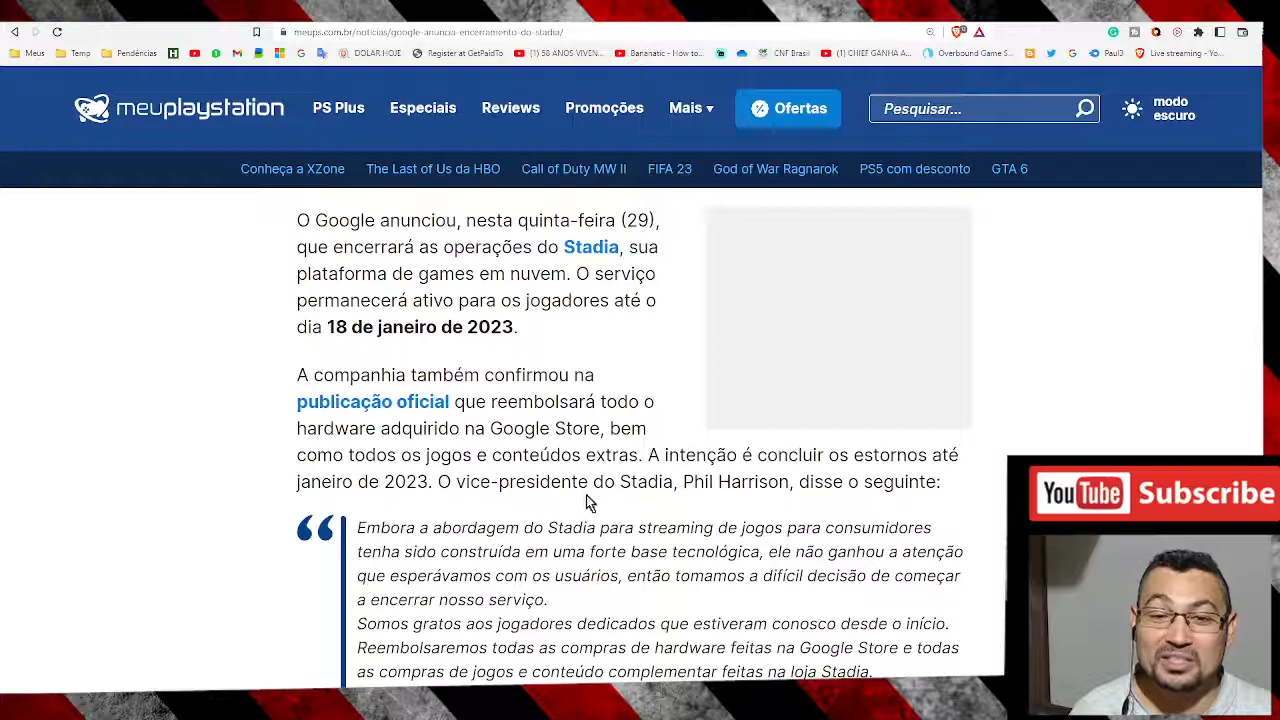 meups.com.br/noticias/google-anuncia-encerramento-do-stadia/
Meus
Temp
Pendências
DOLAR HOJE
Register at GetPaidTo
(1) 58 ANOS VIVEN...
Bananatic - How to...
CNF Brasil
(1) CHIEF GANHA A...
Overbound Game S...
Paul3
Live streaming - Yo...
meuplaystation
PS Plus
Especiais
Reviews
Promoções
Mais ▾
Ofertas
Pesquisar...
modo
escuro
Conheça a XZone
The Last of Us da HBO
Call of Duty MW II
FIFA 23
God of War Ragnarok
PS5 com desconto
GTA 6
O Google anunciou, nesta quinta-feira (29),
que encerrará as operações do Stadia, sua
plataforma de games em nuvem. O serviço
permanecerá ativo para os jogadores até o
dia 18 de janeiro de 2023.
A companhia também confirmou na
publicação oficial que reembolsará todo o
hardware adquirido na Google Store, bem
como todos os jogos e conteúdos extras. A intenção é concluir os estornos até
janeiro de 2023. O vice-presidente do Stadia, Phil Harrison, disse o seguinte:
Embora a abordagem do Stadia para streaming de jogos para consumidores
tenha sido construída em uma forte base tecnológica, ele não ganhou a atenção
que esperávamos com os usuários, então tomamos a difícil decisão de começar
a encerrar nosso serviço.
Somos gratos aos jogadores dedicados que estiveram conosco desde o início.
Reembolsaremos todas as compras de hardware feitas na Google Store e todas
as compras de jogos e conteúdo complementar feitas na loja Stadia.
YouTube Subscribe